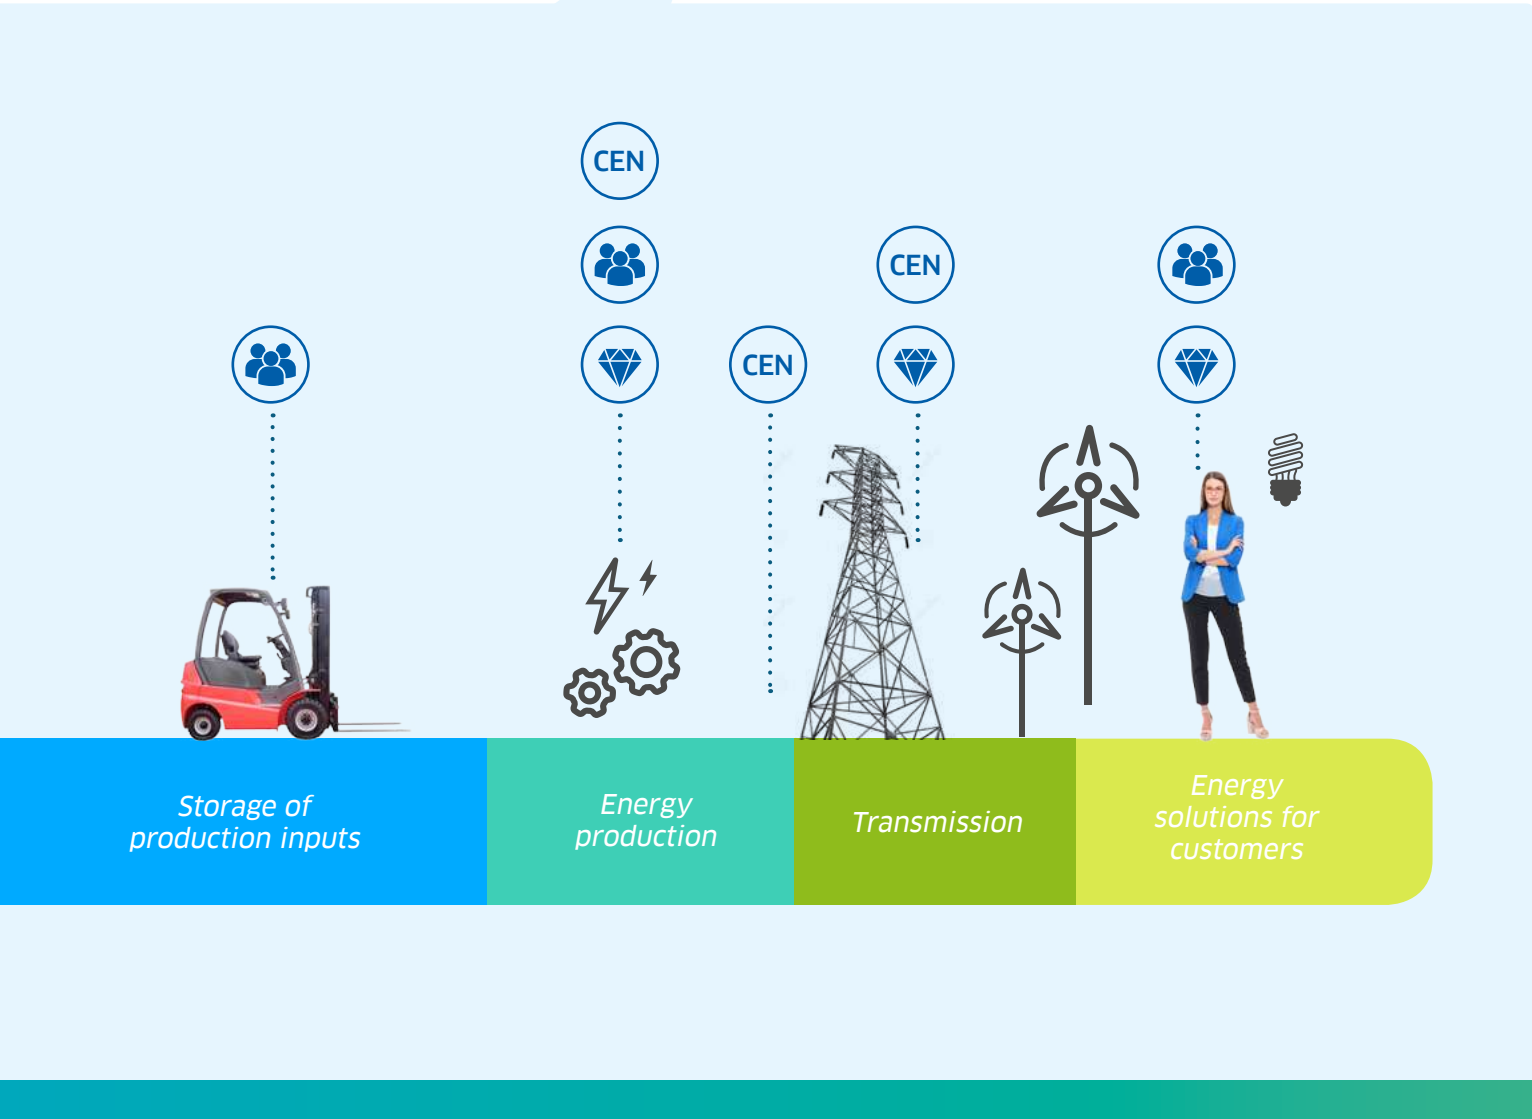 CEN
CEN
CEN
Storage of
production inputs
Energy
production
Transmission
Energy
solutions for
customers